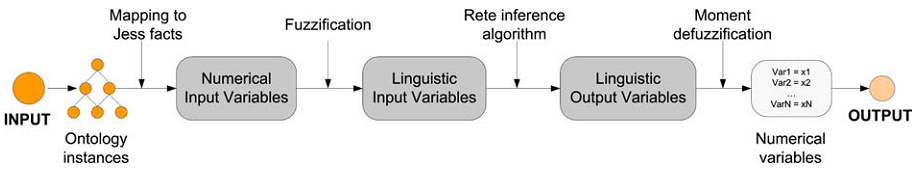 Mapping to
Jess facts
Fuzzification
Rete inference
algorithm
Moment
defuzzification
INPUT
Ontology
instances
Numerical
Input Variables
Linguistic
Input Variables
Linguistic
Output Variables
Var1 = x1
Var2 = x2
...
VarN = xN
Numerical
variables
OUTPUT